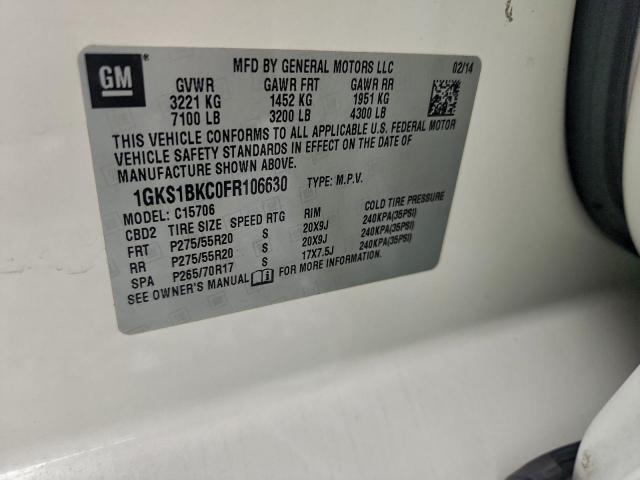 GM MFD BY GENERAL MOTORS LLC 02/14
GVWR GAWR FRT GAWR RR
3221 KG 1452 KG 1951 KG
7100 LB 3200 LB 4300 LB
THIS VEHICLE CONFORMS TO ALL APPLICABLE U.S. FEDERAL MOTOR
VEHICLE SAFETY STANDARDS IN EFFECT ON THE DATE OF
MANUFACTURE SHOWN ABOVE.
1GKS1BKC0FR106630 TYPE: M.P.V.
MODEL: C15706
CBD2 TIRE SIZE SPEED RTG RIM COLD TIRE PRESSURE
FRT P275/55R20 S 20X9J 240KPA(35PSI)
RR P275/55R20 S 20X9J 240KPA(35PSI)
SPA P265/70R17 S 17X7.5J 240KPA(35PSI)
SEE OWNER'S MANUAL FOR MORE INFORMATION.